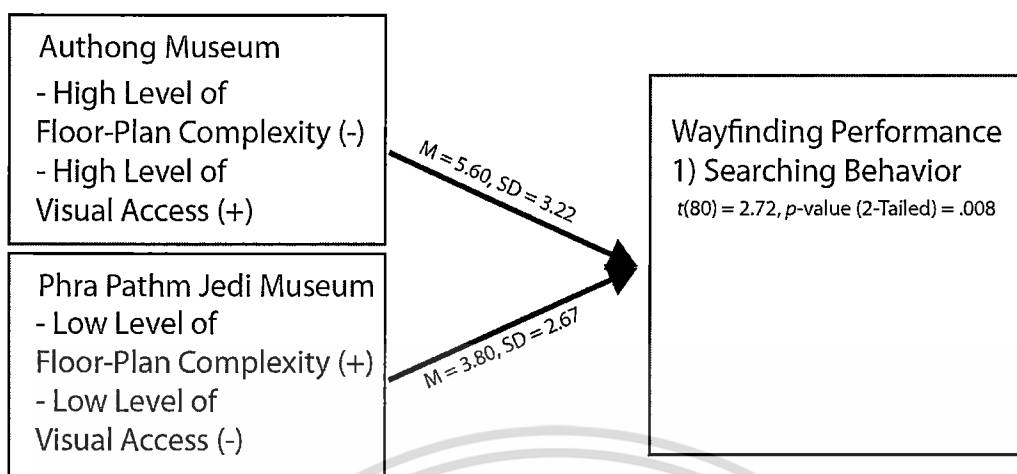 Authong Museum
- High Level of
Floor-Plan Complexity (-)
- High Level of
Visual Access (+)
M = 5.60, SD = 3.22
Phra Pathm Jedi Museum
- Low Level of
Floor-Plan Complexity (+)
- Low Level of
Visual Access (-)
M = 3.80, SD = 2.67
Wayfinding Performance
1) Searching Behavior
t(80) = 2.72, p-value (2-Tailed) = .008